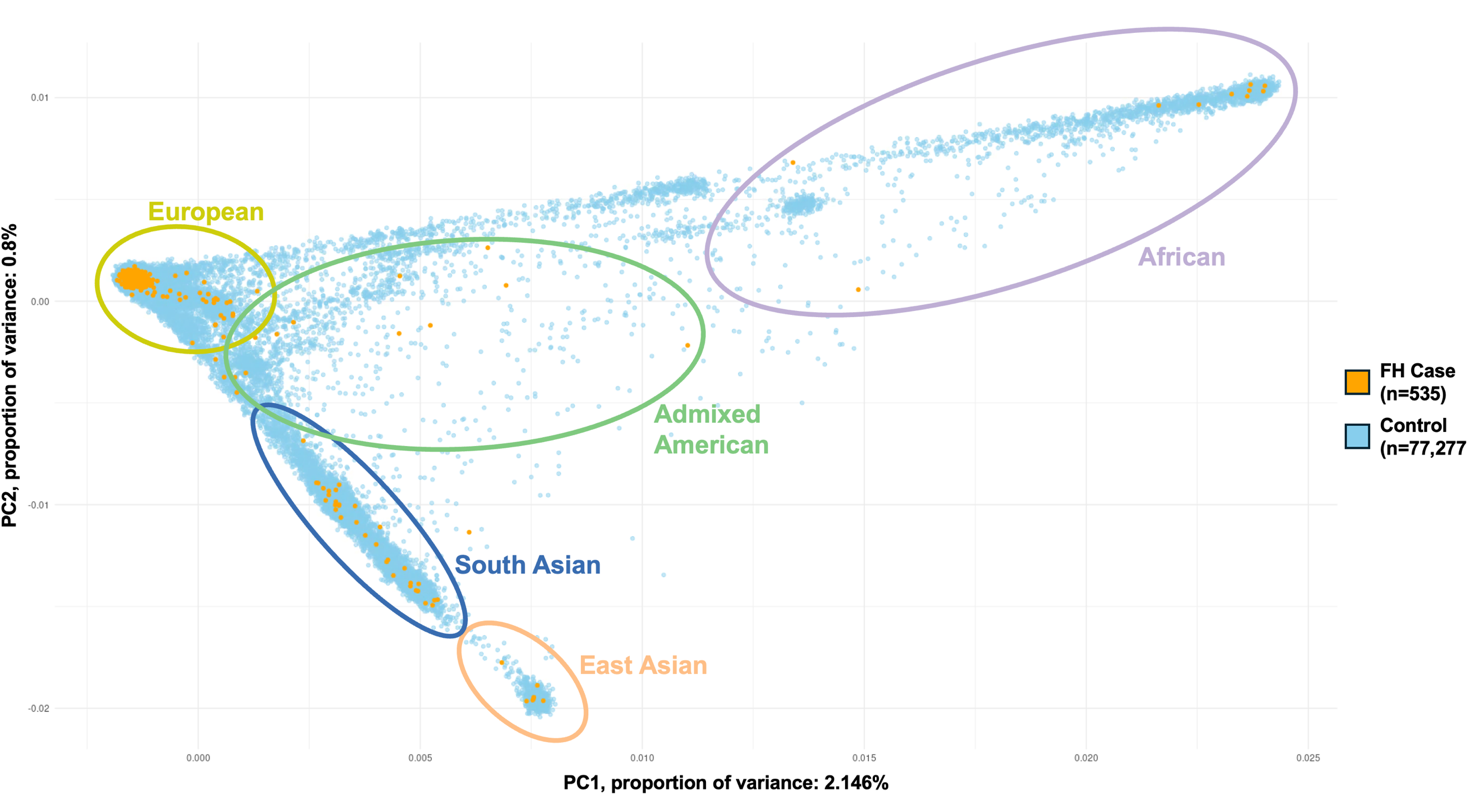 0.01
0.00
-0.01
-0.02
PC2, proportion of variance: 0.8%
European
African
Admixed
American
South Asian
East Asian
FH Case
(n=535)
Control
(n=77,277
0.000
0.005
0.010
0.015
0.020
0.025
PC1, proportion of variance: 2.146%